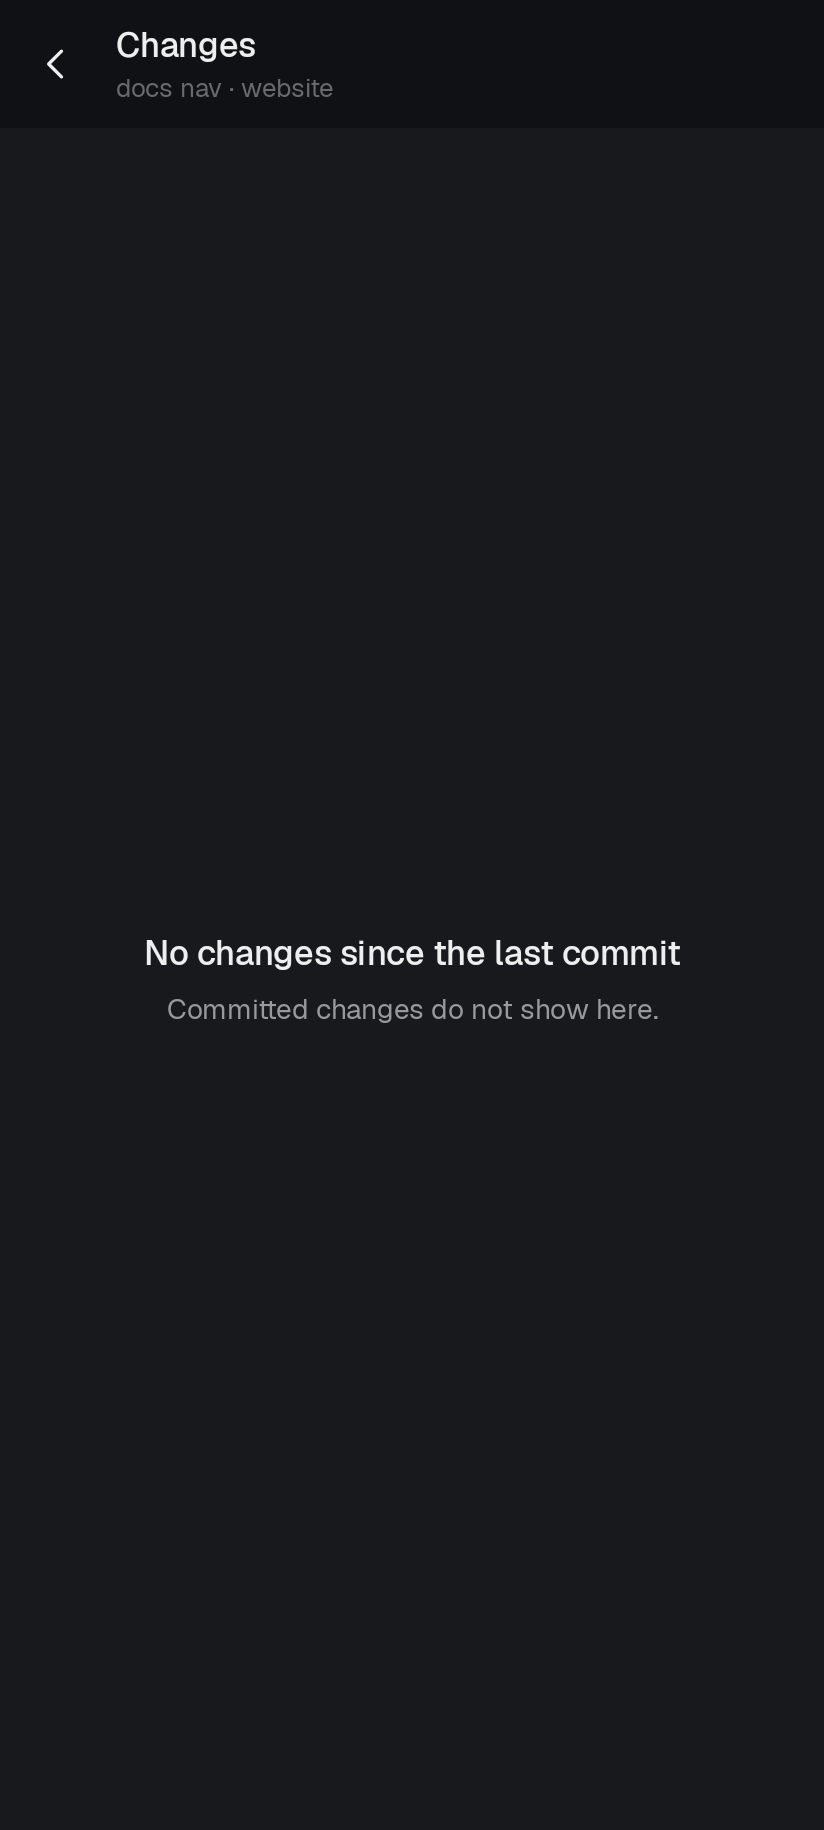 Changes
docs nav · website
No changes since the last commit
Committed changes do not show here.